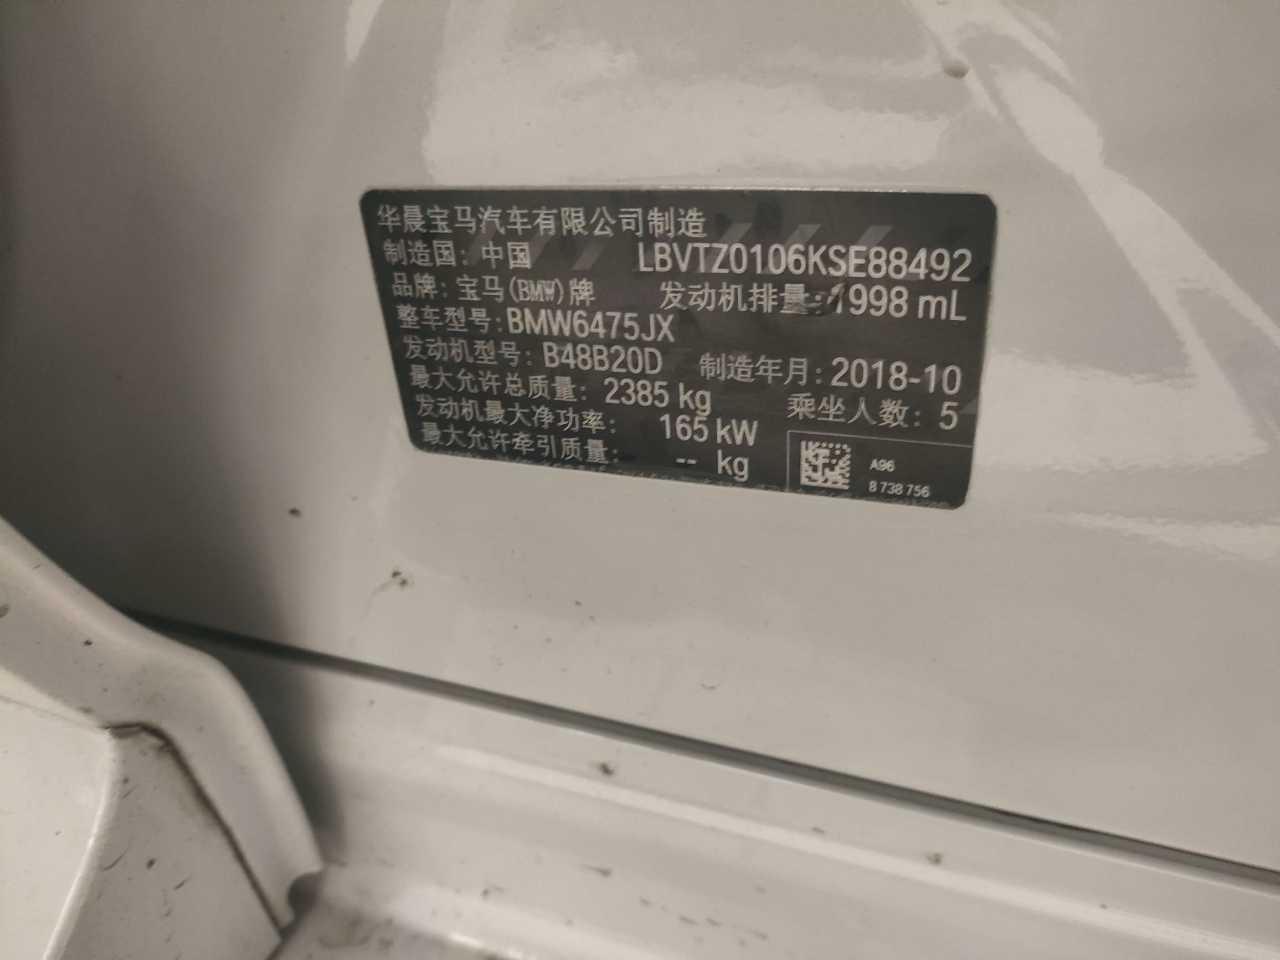 华晨宝马汽车有限公司制造
制造国：中国 LBVTZ0106KSE88492
品牌：宝马(BMW)牌 发动机排量：1998 mL
整车型号：BMW6475JX
发动机型号：B48B20D 制造年月：2018-10
最大允许总质量：2385 kg 乘坐人数：5
发动机最大净功率：165 kW
最大允许牵引质量：-- kg
A96
8 738 756